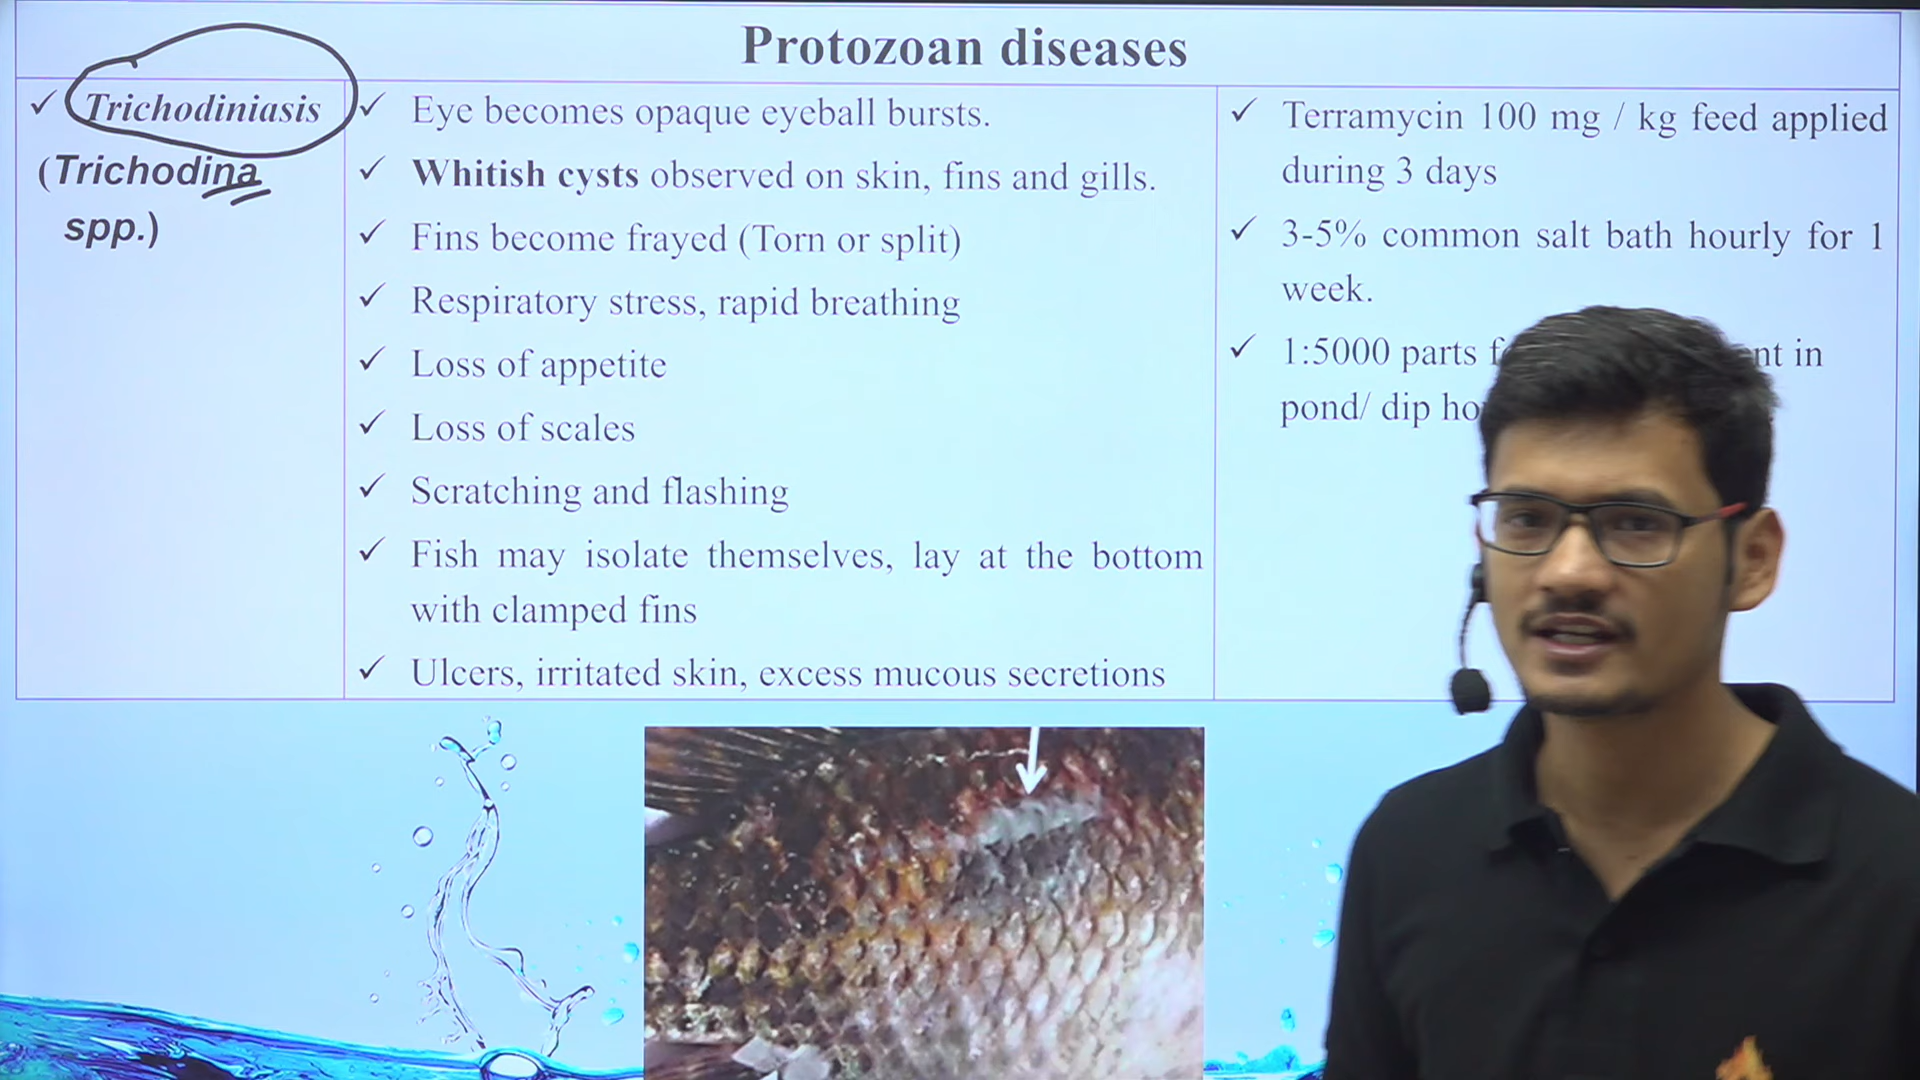 Protozoan diseases
✓ Trichodiniasis
(Trichodina
spp.)
✓ Eye becomes opaque eyeball bursts.
✓ Whitish cysts observed on skin, fins and gills.
✓ Fins become frayed (Torn or split)
✓ Respiratory stress, rapid breathing
✓ Loss of appetite
✓ Loss of scales
✓ Scratching and flashing
✓ Fish may isolate themselves, lay at the bottom
with clamped fins
✓ Ulcers, irritated skin, excess mucous secretions
✓ Terramycin 100 mg / kg feed applied
during 3 days
✓ 3-5% common salt bath hourly for 1
week.
✓ 1:5000 parts in
pond/ dip